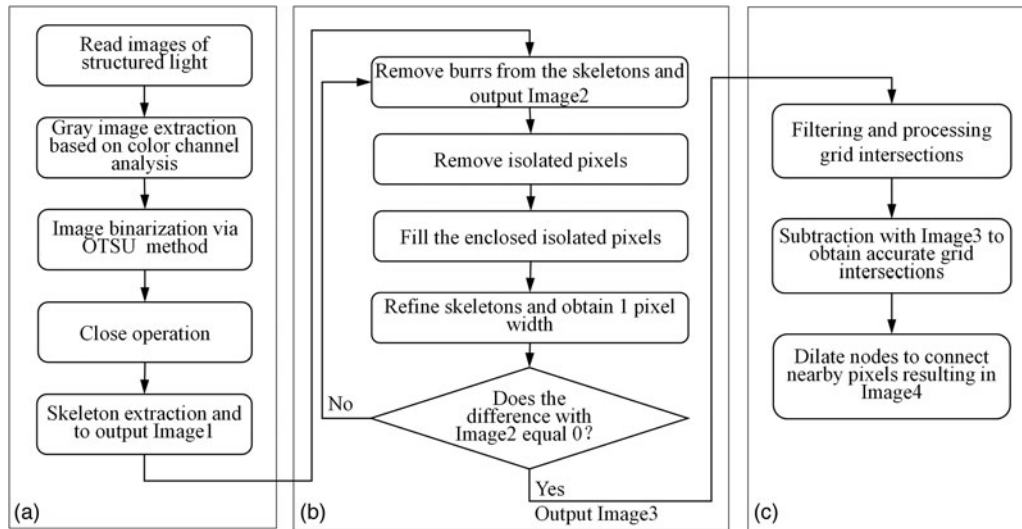 Read images of
structured light
Gray image extraction
based on color channel
analysis
Image binarization via
OTSU method
Close operation
Skeleton extraction and
to output Image1
(a)
Remove burrs from the skeletons and
output Image2
Remove isolated pixels
Fill the enclosed isolated pixels
Refine skeletons and obtain 1 pixel
width
Does the
difference with
Image2 equal 0?
No
Yes
Output Image3
(b)
Filtering and processing
grid intersections
Subtraction with Image3 to
obtain accurate grid
intersections
Dilate nodes to connect
nearby pixels resulting in
Image4
(c)